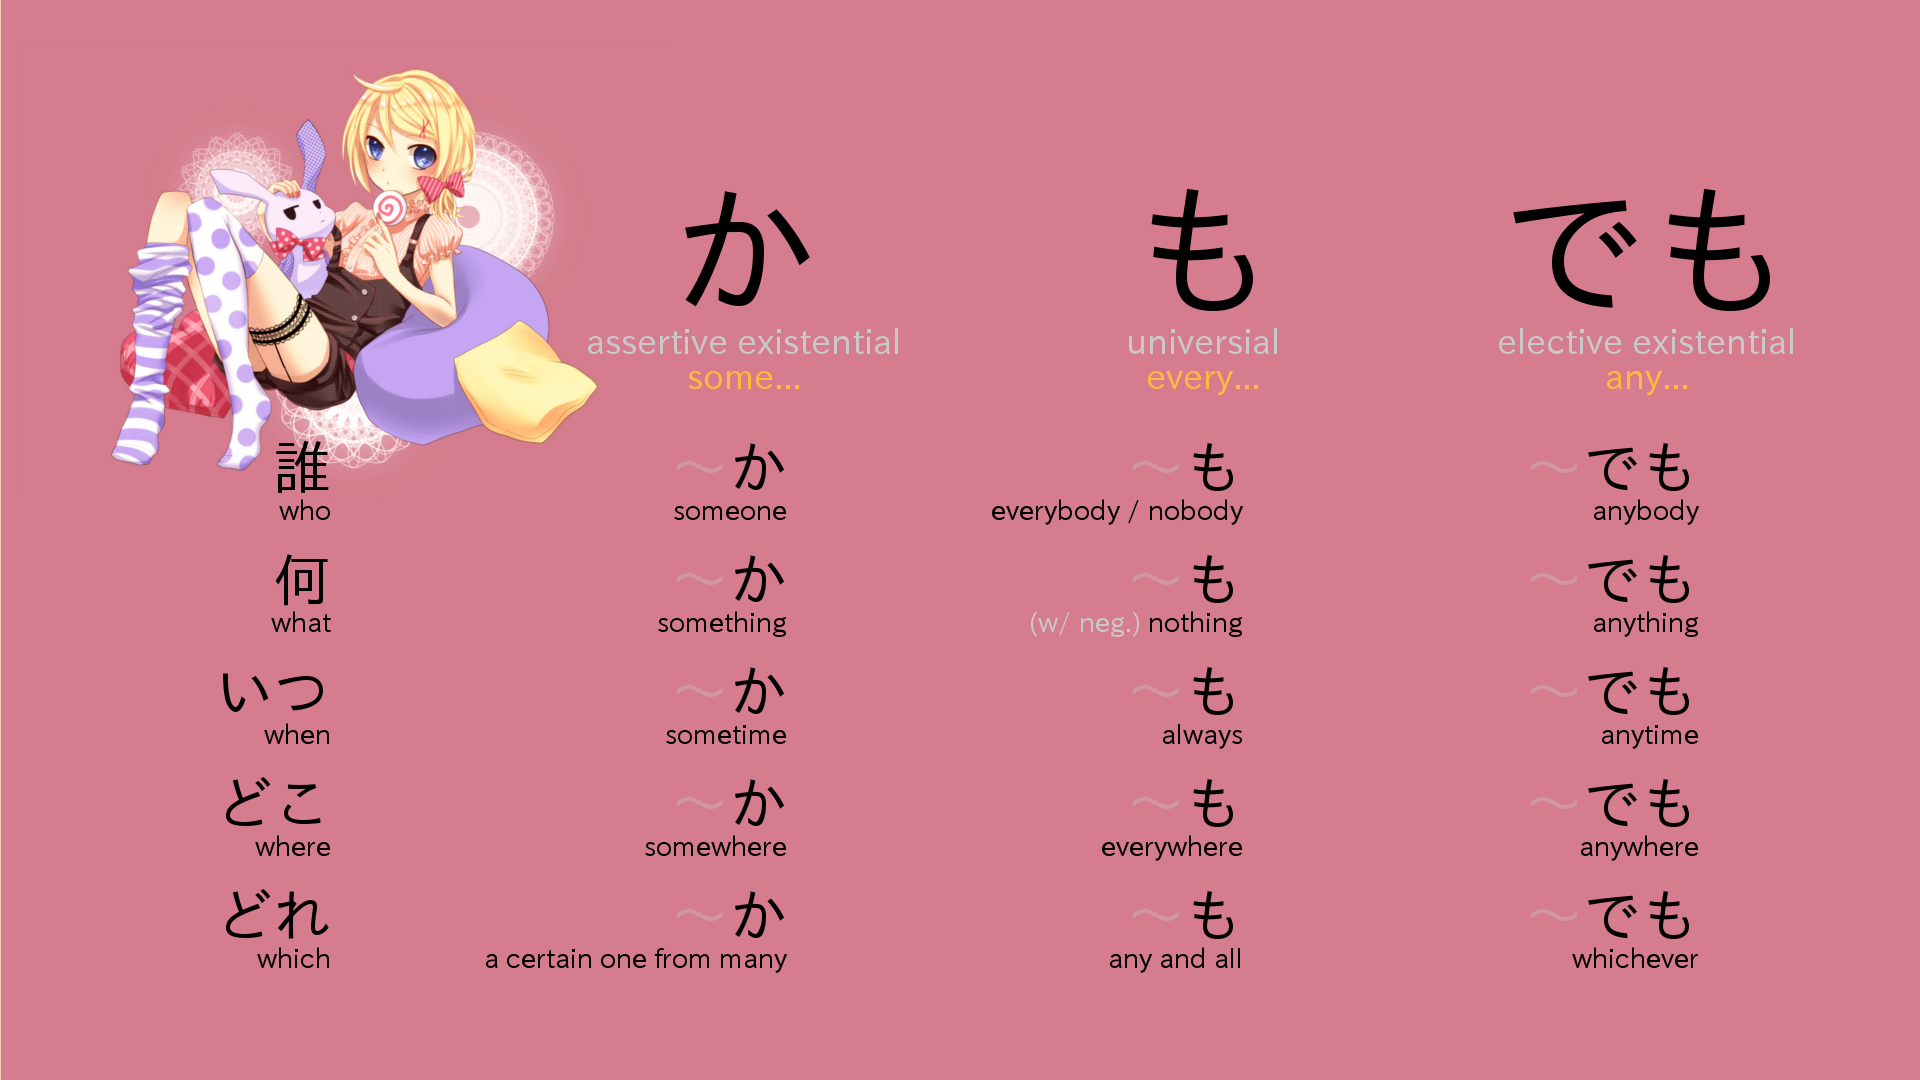 か も でも
assertive existential universial elective existential
some... every... any...
誰 ～か ～も ～でも
who someone everybody / nobody anybody
何 ～か ～も ～でも
what something (w/ neg.) nothing anything
いつ ～か ～も ～でも
when sometime always anytime
どこ ～か ～も ～でも
where somewhere everywhere anywhere
どれ ～か ～も ～でも
which a certain one from many any and all whichever